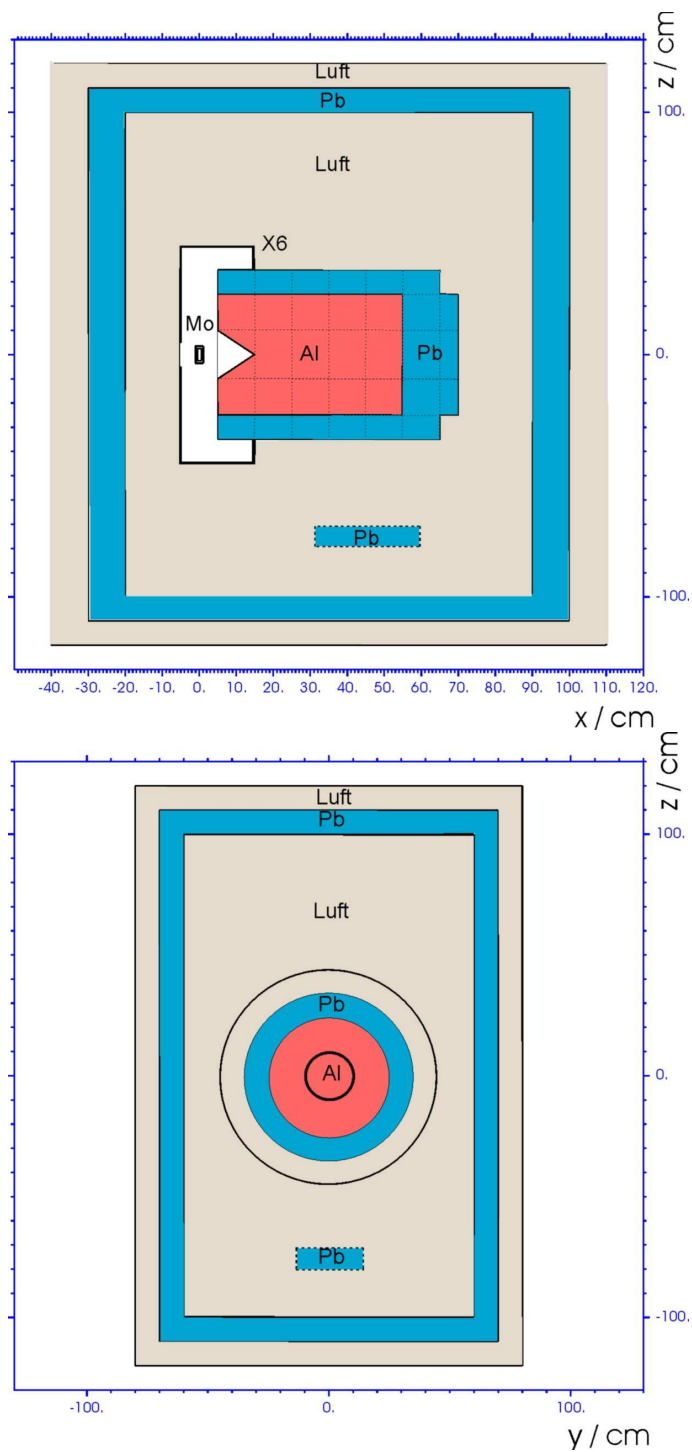 z / cm
Luft
Pb
100.
Luft
X6
Mo
Al
Pb
0.
Pb
-100.
-40. -30. -20. -10. 0. 10. 20. 30. 40. 50. 60. 70. 80. 90. 100. 110. 120.
x / cm
z / cm
Luft
Pb
100.
Luft
Pb
Al
0.
Pb
-100.
-100. 0. 100.
y / cm